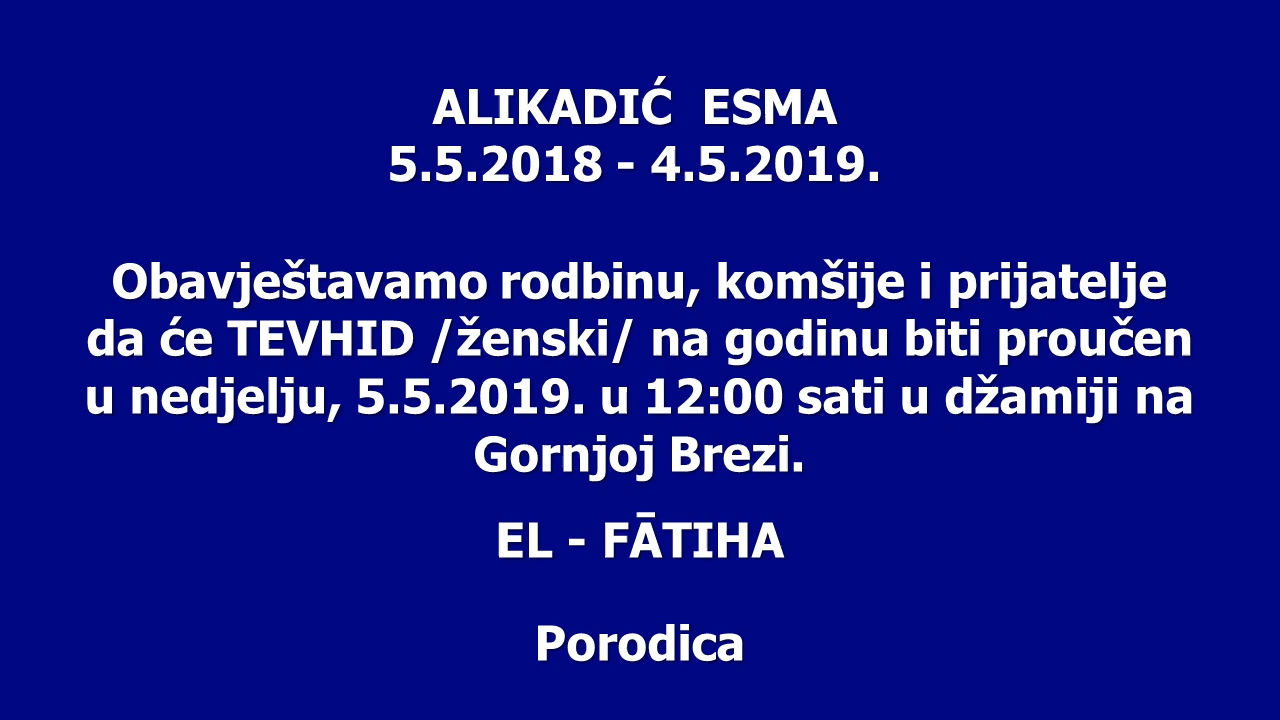 ALIKADIĆ  ESMA
5.5.2018 - 4.5.2019.
Obavještavamo rodbinu, komšije i prijatelje
da će TEVHID /ženski/ na godinu biti proučen
u nedjelju, 5.5.2019. u 12:00 sati u džamiji na
Gornjoj Brezi.
EL - FĀTIHA
Porodica